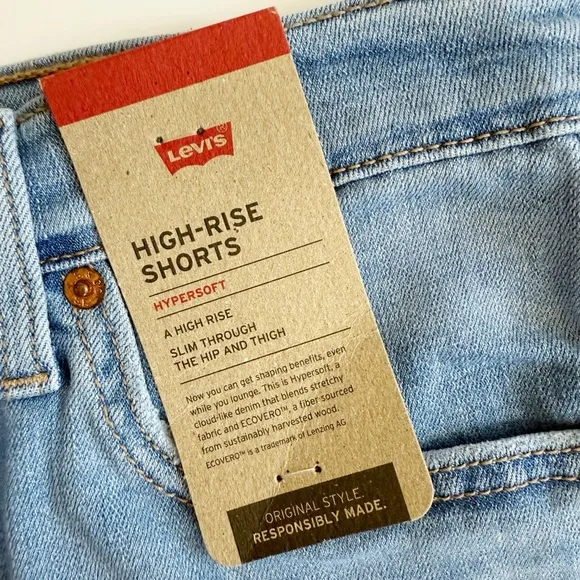 Levi's®
HIGH-RISE
SHORTS
HYPERSOFT
A HIGH RISE
SLIM THROUGH
THE HIP AND THIGH
Now you can get shaping benefits, even
while you lounge. This is Hypersoft, a
cloud-like denim that blends stretchy
fabric and ECOVERO™, a fiber sourced
from sustainably harvested wood.
ECOVERO™ is a trademark of Lenzing AG
ORIGINAL STYLE.
RESPONSIBLY MADE.